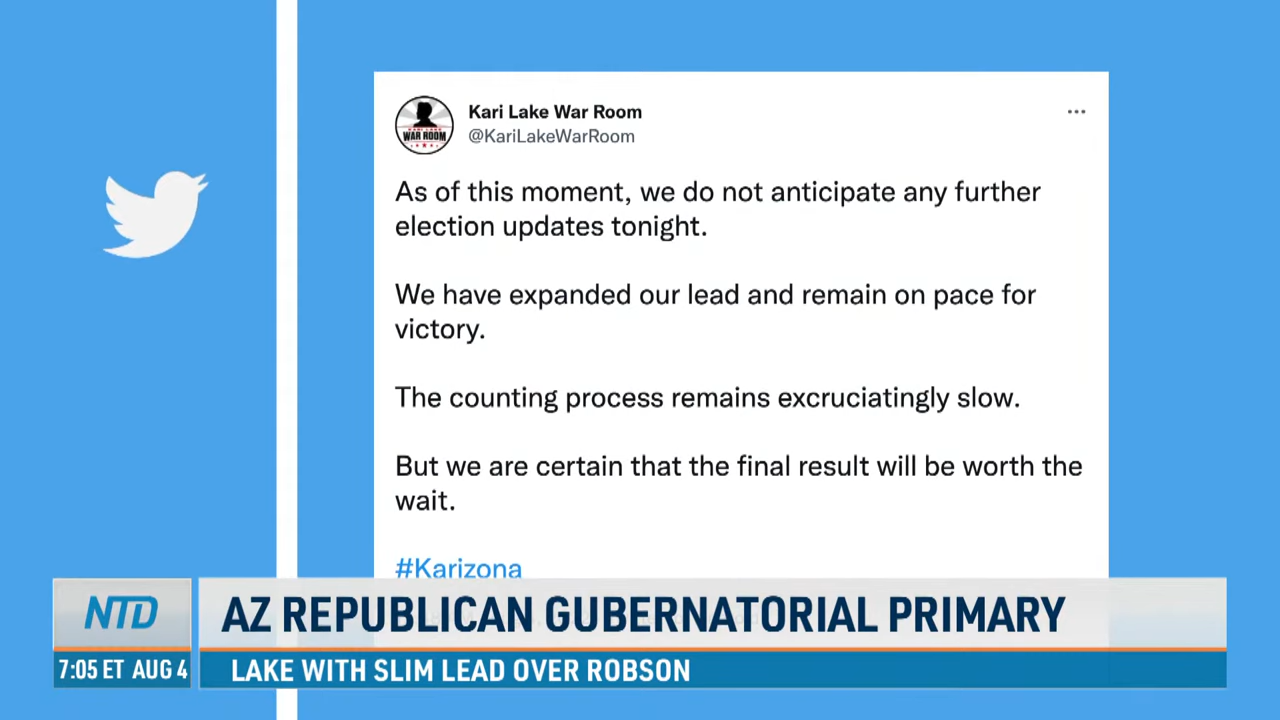 Kari Lake War Room
@KariLakeWarRoom
WAR ROOM
As of this moment, we do not anticipate any further
election updates tonight.
We have expanded our lead and remain on pace for
victory.
The counting process remains excruciatingly slow.
But we are certain that the final result will be worth the
wait.
#Karizona
NTD
AZ REPUBLICAN GUBERNATORIAL PRIMARY
7:05 ET AUG 4
LAKE WITH SLIM LEAD OVER ROBSON